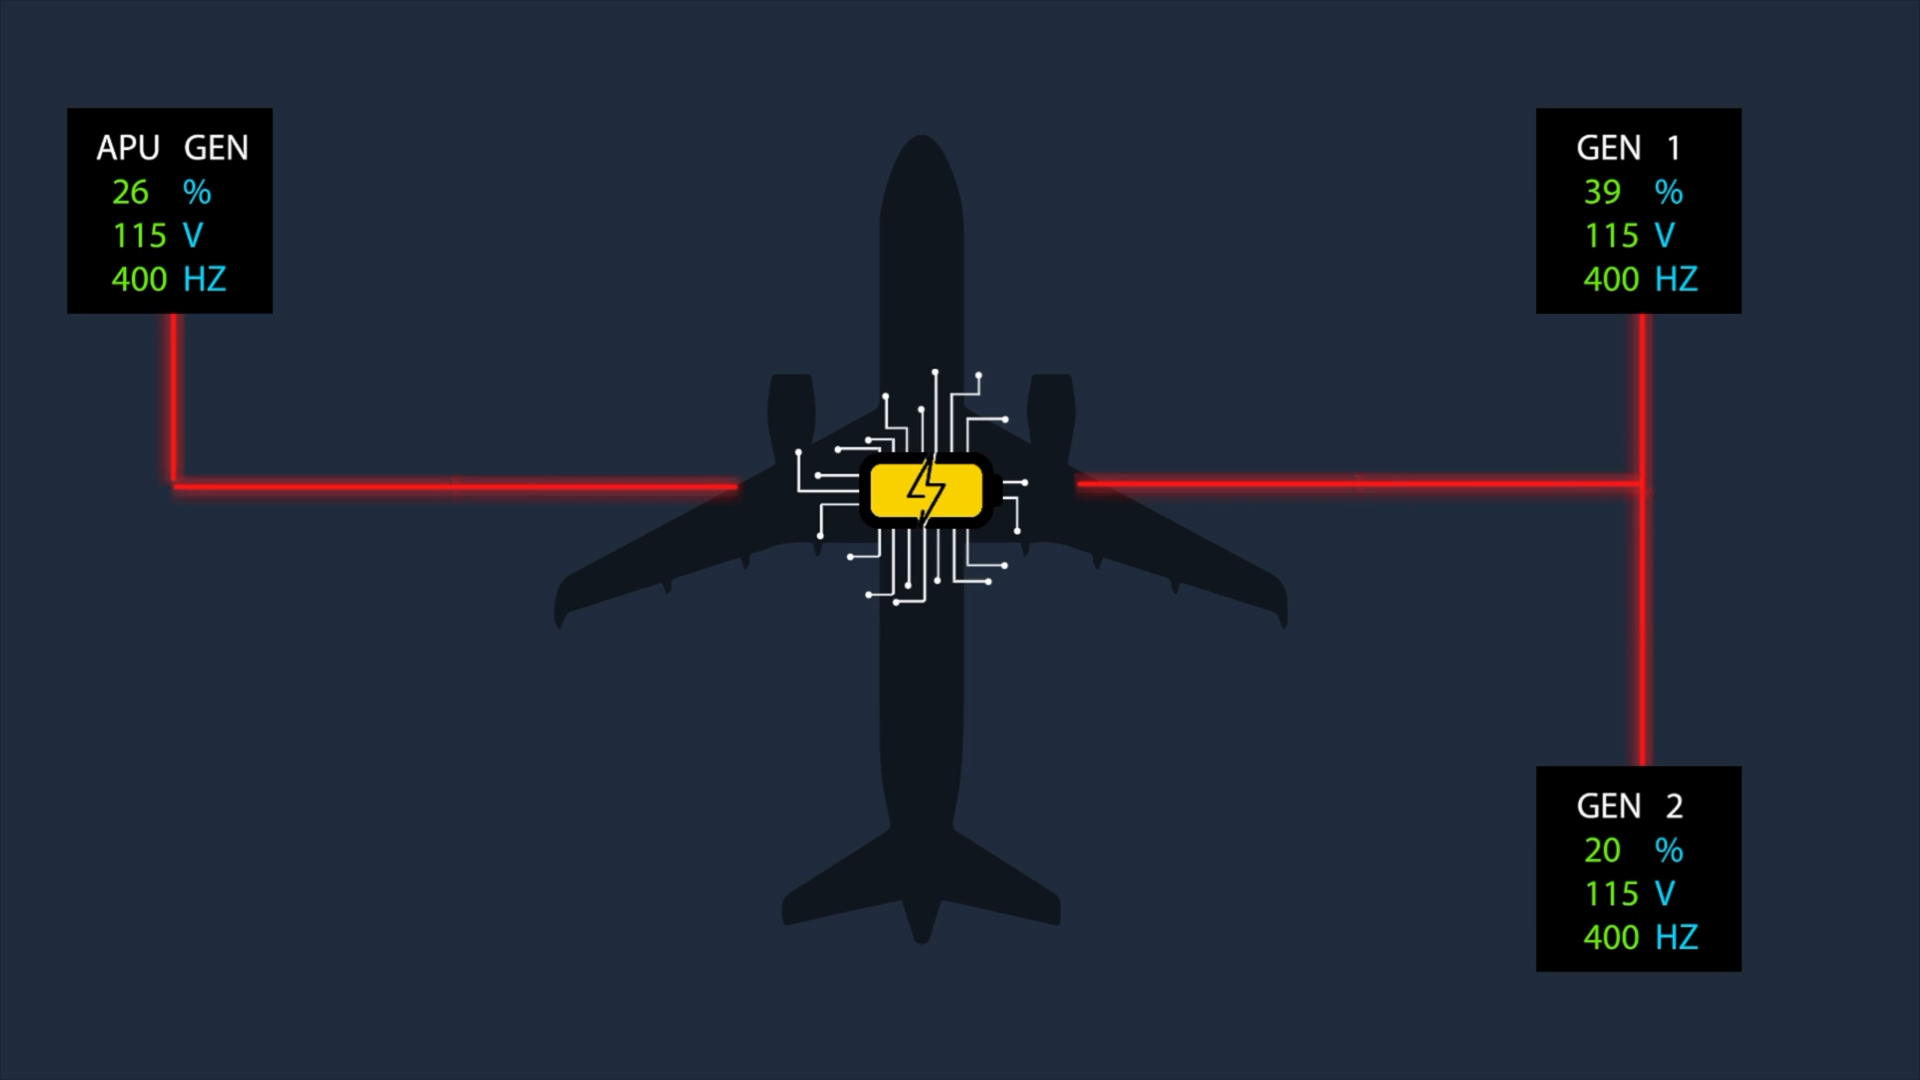 APU GEN
26 %
115 V
400 HZ
GEN 1
39 %
115 V
400 HZ
GEN 2
20 %
115 V
400 HZ